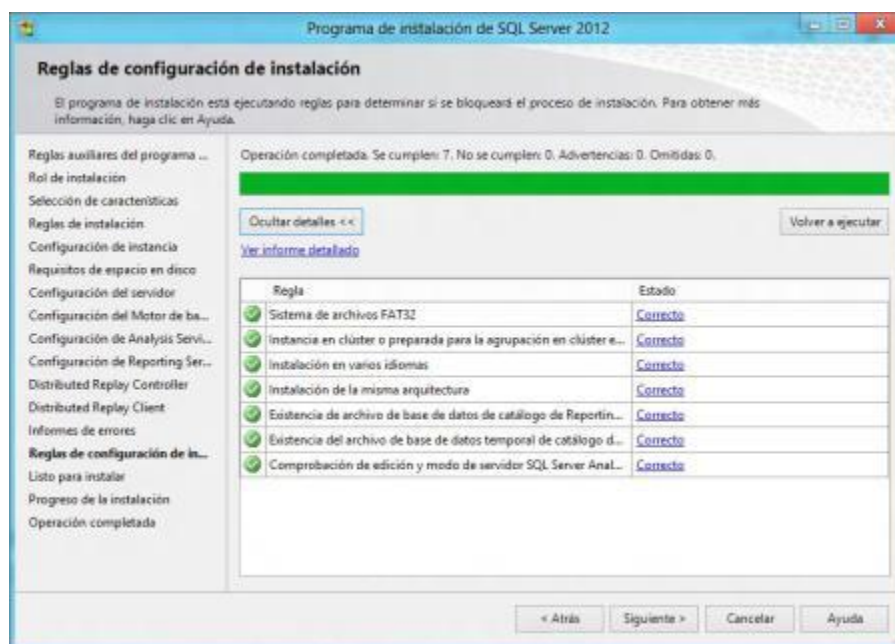 Programa de instalación de SQL Server 2012
Reglas de configuración de instalación
El programa de instalación está ejecutando reglas para determinar si se bloqueará el proceso de instalación. Para obtener más
información, haga clic en Ayuda.
Reglas auxiliares del programa ...
Rol de instalación
Selección de características
Reglas de instalación
Configuración de instancia
Requisitos de espacio en disco
Configuración del servidor
Configuración del Motor de ba...
Configuración de Analysis Servi...
Configuración de Reporting Ser...
Distributed Replay Controller
Distributed Replay Client
Informes de errores
Reglas de configuración de in...
Listo para instalar
Progreso de la instalación
Operación completada
Operación completada. Se cumplen: 7. No se cumplen: 0. Advertencias: 0. Omitidas: 0.
Ocultar detalles <<
Volver a ejecutar
Ver informe detallado
Regla Estado
Sistema de archivos FAT32 Correcto
Instancia en clúster o preparada para la agrupación en clúster e... Correcto
Instalación en varios idiomas Correcto
Instalación de la misma arquitectura Correcto
Existencia de archivo de base de datos de catálogo de Reportin... Correcto
Existencia del archivo de base de datos temporal de catálogo d... Correcto
Comprobación de edición y modo de servidor SQL Server Anal... Correcto
< Atrás Siguiente > Cancelar Ayuda